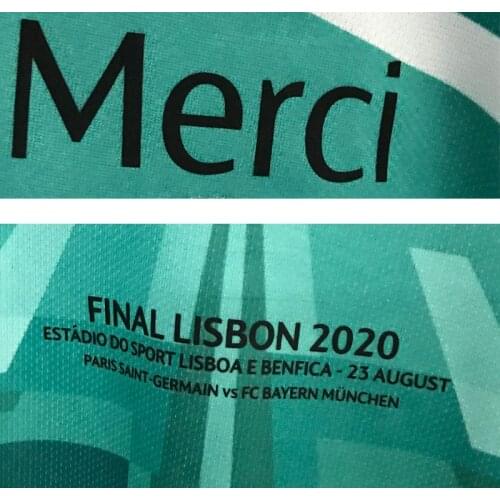 Merci
FINAL LISBON 2020
ESTÁDIO DO SPORT LISBOA E BENFICA - 23 AUGUST
PARIS SAINT-GERMAIN vs FC BAYERN MÜNCHEN